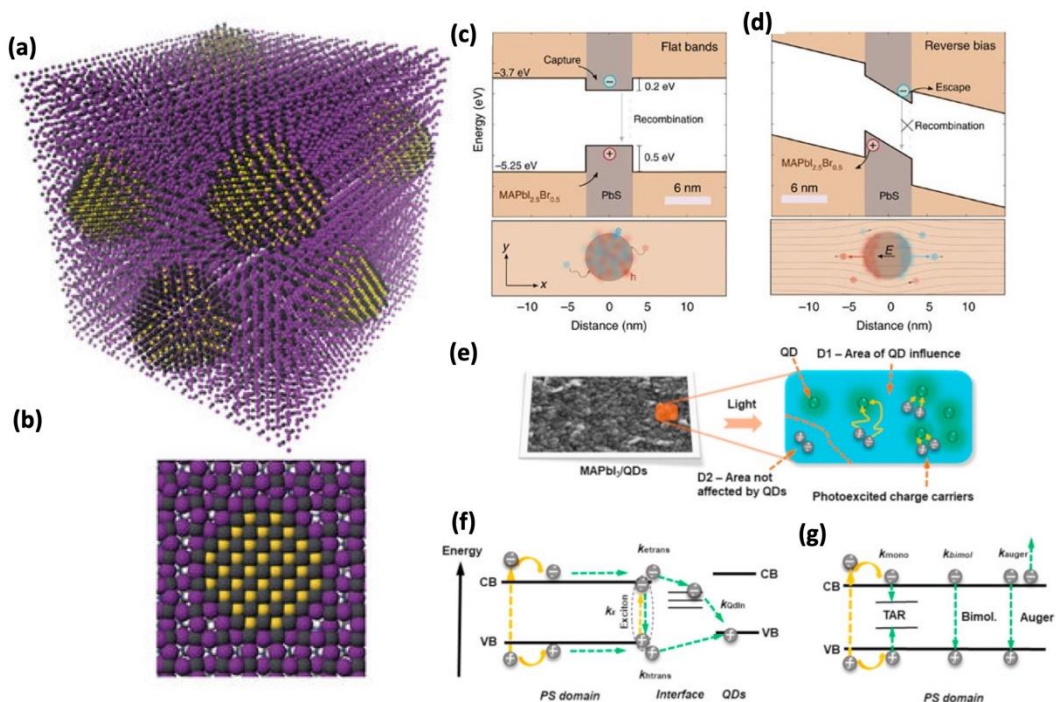 (a)
(b)
(c)
Flat bands
Capture
−3.7 eV
0.2 eV
Recombination
0.5 eV
−5.25 eV
MAPbI2.5Br0.5
PbS
6 nm
Energy (eV)
y
x
e
h
−10 −5 0 5 10
Distance (nm)
(d)
Reverse bias
Escape
Recombination
MAPbI2.5Br0.5
PbS
6 nm
E
−10 −5 0 5 10
Distance (nm)
(e)
QD
D1 – Area of QD influence
Light
MAPbI3/QDs
D2 – Area not
affected by QDs
Photoexcited charge carriers
(f)
Energy
CB
VB
ketrans
Exciton
khtrans
CB
kQdin
VB
PS domain
Interface
QDs
(g)
kmono
kbimol
kauger
CB
TAR
Bimol.
Auger
VB
PS domain